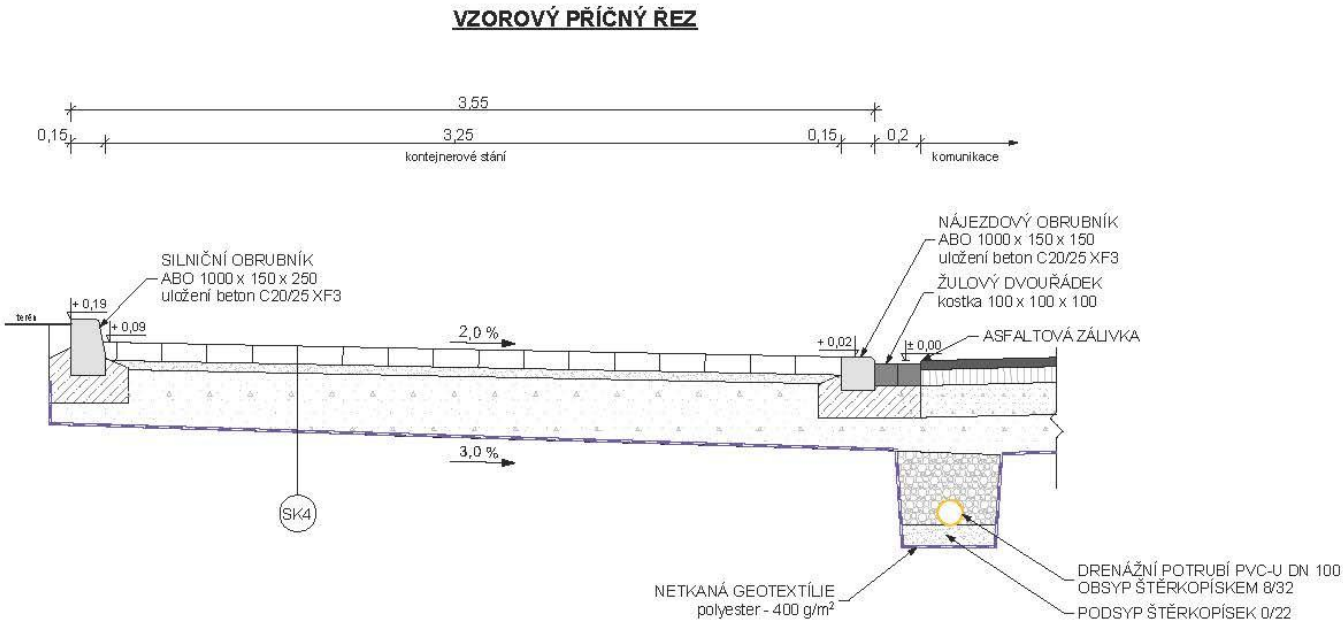 VZOROVÝ PŘÍČNÝ ŘEZ
3,55
0,15
3,25
0,15
0,2
kontejnerové stání
komunikace
NÁJEZDOVÝ OBRUBNÍK
ABO 1000 x 150 x 150
uložení beton C20/25 XF3
SILNIČNÍ OBRUBNÍK
ABO 1000 x 150 x 250
uložení beton C20/25 XF3
ŽULOVÝ DVOUŘÁDEK
kostka 100 x 100 x 100
+ 0,19
terén
+ 0,09
2,0 %
+ 0,02
± 0,00
ASFALTOVÁ ZÁLIVKA
3,0 %
SK4
NETKANÁ GEOTEXTÍLIE
polyester - 400 g/m²
DRENÁŽNÍ POTRUBÍ PVC-U DN 100
OBSYP ŠTĚRKOPÍSKEM 8/32
PODSYP ŠTĚRKOPÍSEK 0/22